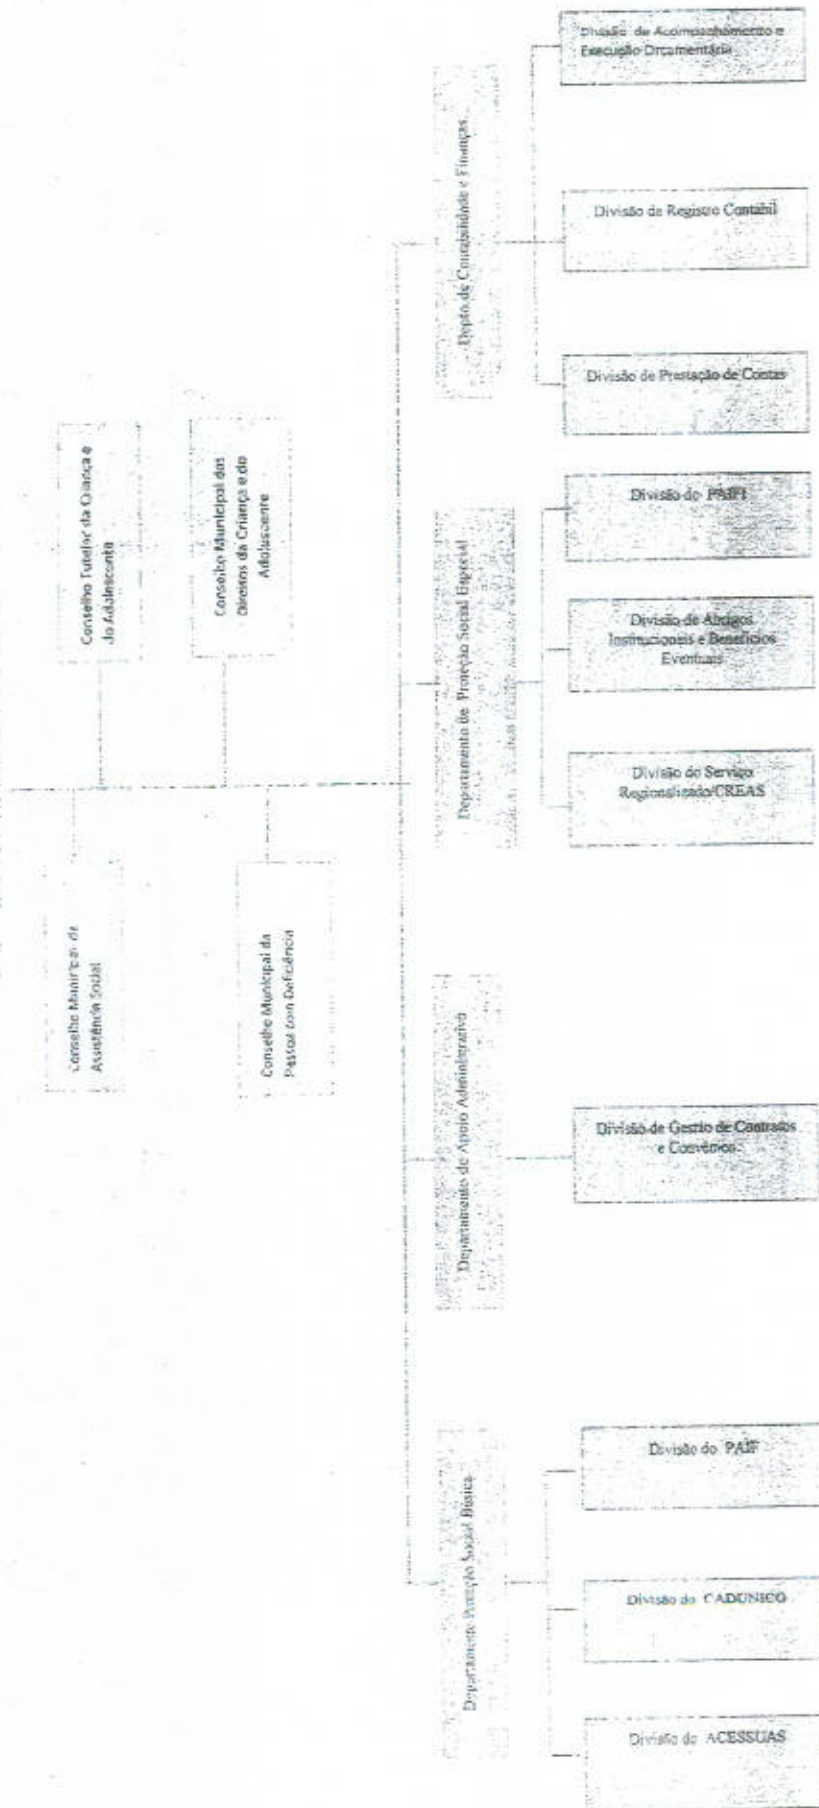 Conselho Municipal de
Assistência Social
Conselho Tutelar da Criança e
do Adolescente
Conselho Municipal da
Pessoa com Deficiência
Conselho Municipal dos
Direitos da Criança e do
Adolescente
Departamento Proteção Social Básica
Divisão do ACESSUAS
Divisão do CADUNICO
Divisão do PAIF
Departamento de Apoio Administrativo
Divisão de Gestão de Contratos
e Convênios
Departamento de Proteção Social Especial
Divisão do Serviço
Regionalizado/CREAS
Divisão de Abrigos
Institucionais e Benefícios
Eventuais
Divisão do PAIFI
Depto de Contabilidade e Finanças
Divisão de Prestação de Contas
Divisão de Registro Contábil
Divisão de Acompanhamento e
Execução Orçamentária